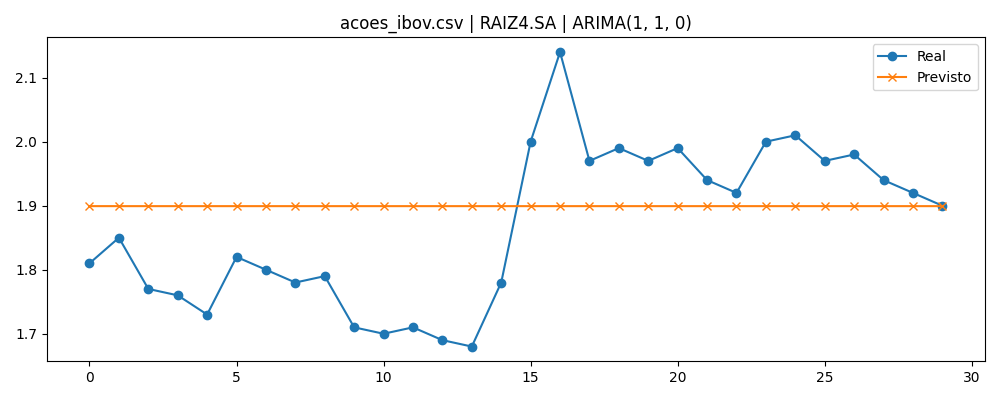 acoes_ibov.csv | RAIZ4.SA | ARIMA(1, 1, 0)
Real
Previsto
2.1
2.0
1.9
1.8
1.7
0 5 10 15 20 25 30